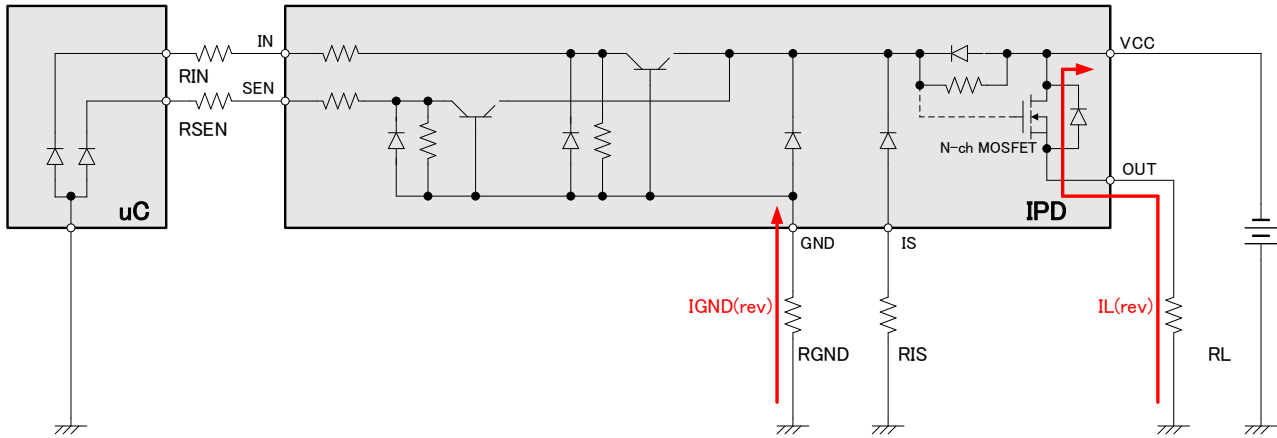 IN
VCC
RIN
SEN
RSEN
N-ch MOSFET
OUT
uC
IPD
GND
IS
IGND(rev)
IL(rev)
RGND
RIS
RL